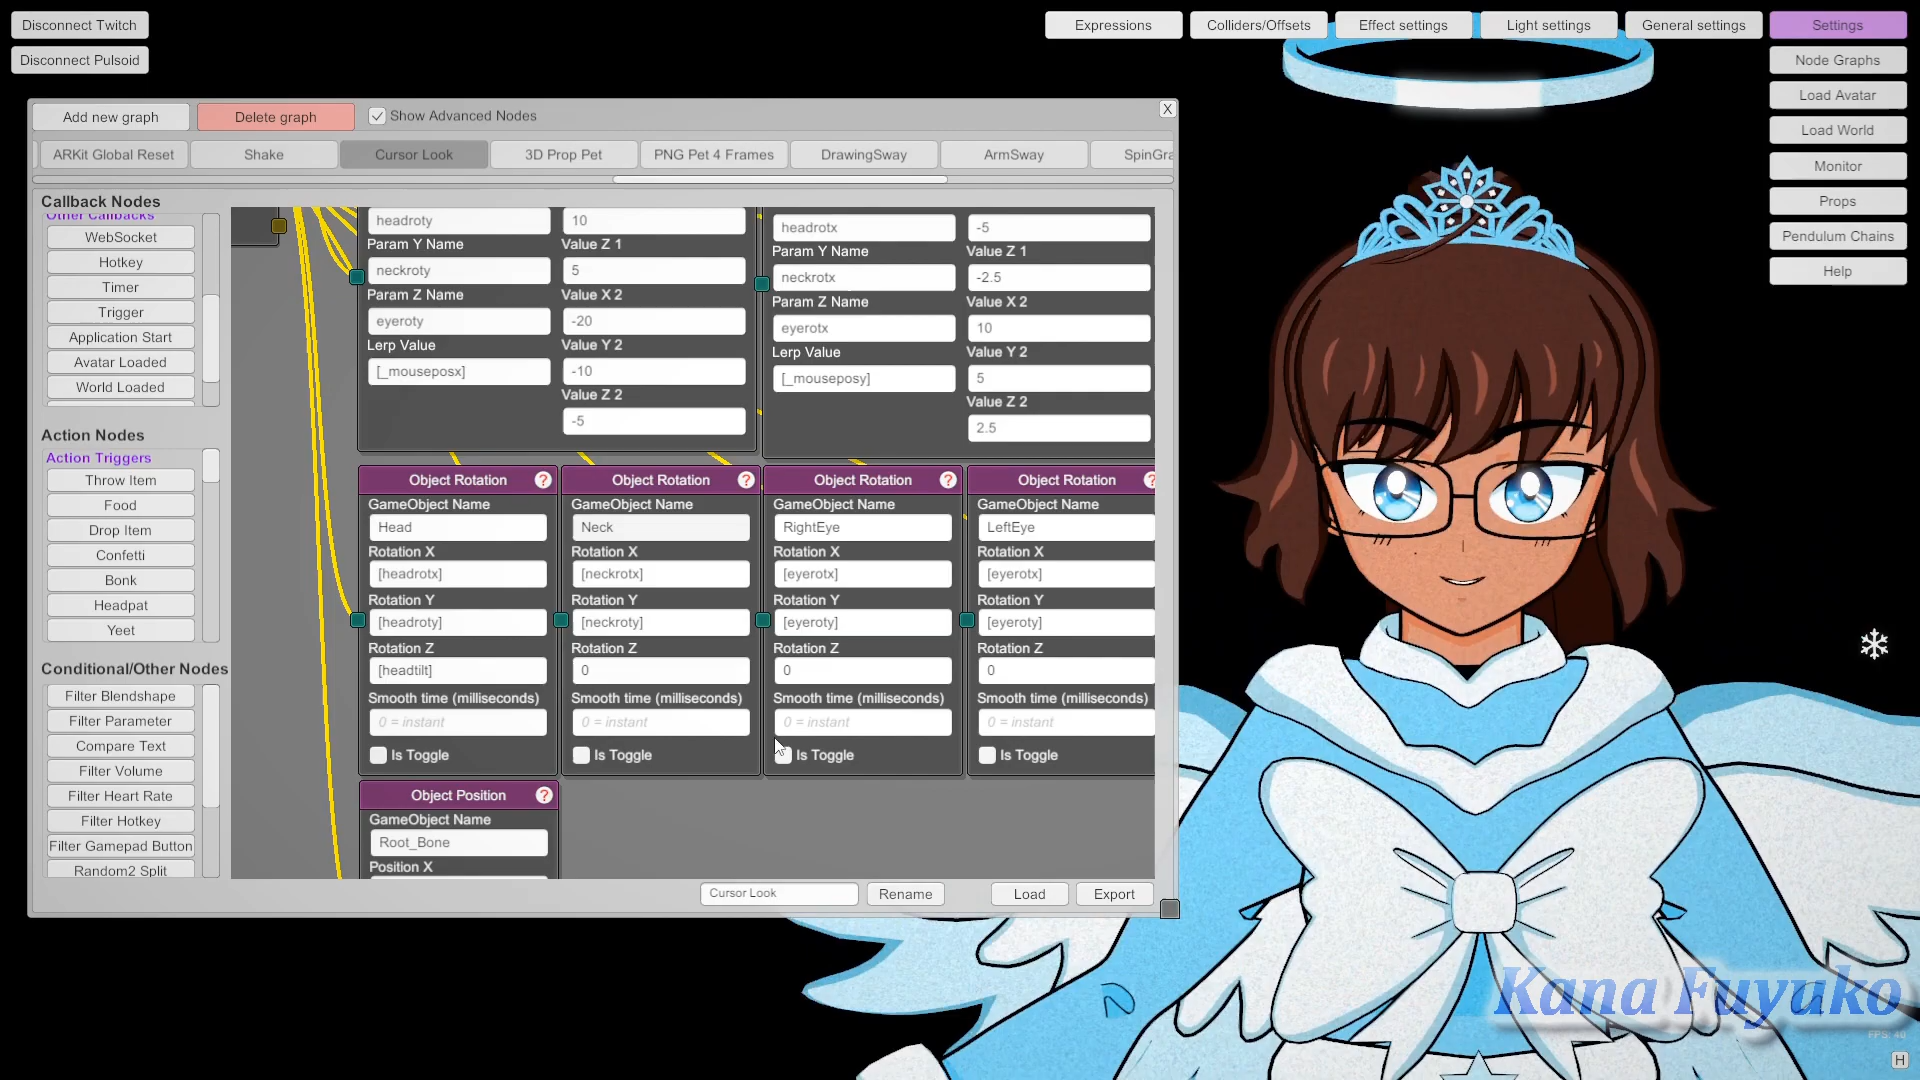 Disconnect Twitch
Disconnect Pulsoid
Expressions
Colliders/Offsets
Effect settings
Light settings
General settings
Settings
Node Graphs
Load Avatar
Load World
Monitor
Props
Pendulum Chains
Help
Add new graph
Delete graph
Show Advanced Nodes
X
ARKit Global Reset
Shake
Cursor Look
3D Prop Pet
PNG Pet 4 Frames
DrawingSway
ArmSway
SpinGra
Callback Nodes
Other Callbacks
WebSocket
Hotkey
Timer
Trigger
Application Start
Avatar Loaded
World Loaded
Action Nodes
Action Triggers
Throw Item
Food
Drop Item
Confetti
Bonk
Headpat
Yeet
Conditional/Other Nodes
Filter Blendshape
Filter Parameter
Compare Text
Filter Volume
Filter Heart Rate
Filter Hotkey
Filter Gamepad Button
Random2 Split
headroty
10
Param Y Name
Value Z 1
neckroty
5
Param Z Name
Value X 2
eyeroty
-20
Lerp Value
Value Y 2
[_mouseposx]
-10
Value Z 2
-5
headrotx
-5
Param Y Name
Value Z 1
neckrotx
-2.5
Param Z Name
Value X 2
eyerotx
10
Lerp Value
Value Y 2
[_mouseposy]
5
Value Z 2
2.5
Object Rotation ?
GameObject Name
Head
Rotation X
[headrotx]
Rotation Y
[headroty]
Rotation Z
[headtilt]
Smooth time (milliseconds)
0 = instant
Is Toggle
Object Rotation ?
GameObject Name
Neck
Rotation X
[neckrotx]
Rotation Y
[neckroty]
Rotation Z
0
Smooth time (milliseconds)
0 = instant
Is Toggle
Object Rotation ?
GameObject Name
RightEye
Rotation X
[eyerotx]
Rotation Y
[eyeroty]
Rotation Z
0
Smooth time (milliseconds)
0 = instant
Is Toggle
Object Rotation ?
GameObject Name
LeftEye
Rotation X
[eyerotx]
Rotation Y
[eyeroty]
Rotation Z
0
Smooth time (milliseconds)
0 = instant
Is Toggle
Object Position ?
GameObject Name
Root_Bone
Position X
Cursor Look
Rename
Load
Export
Kana Fuyuko
FPS: 40
H